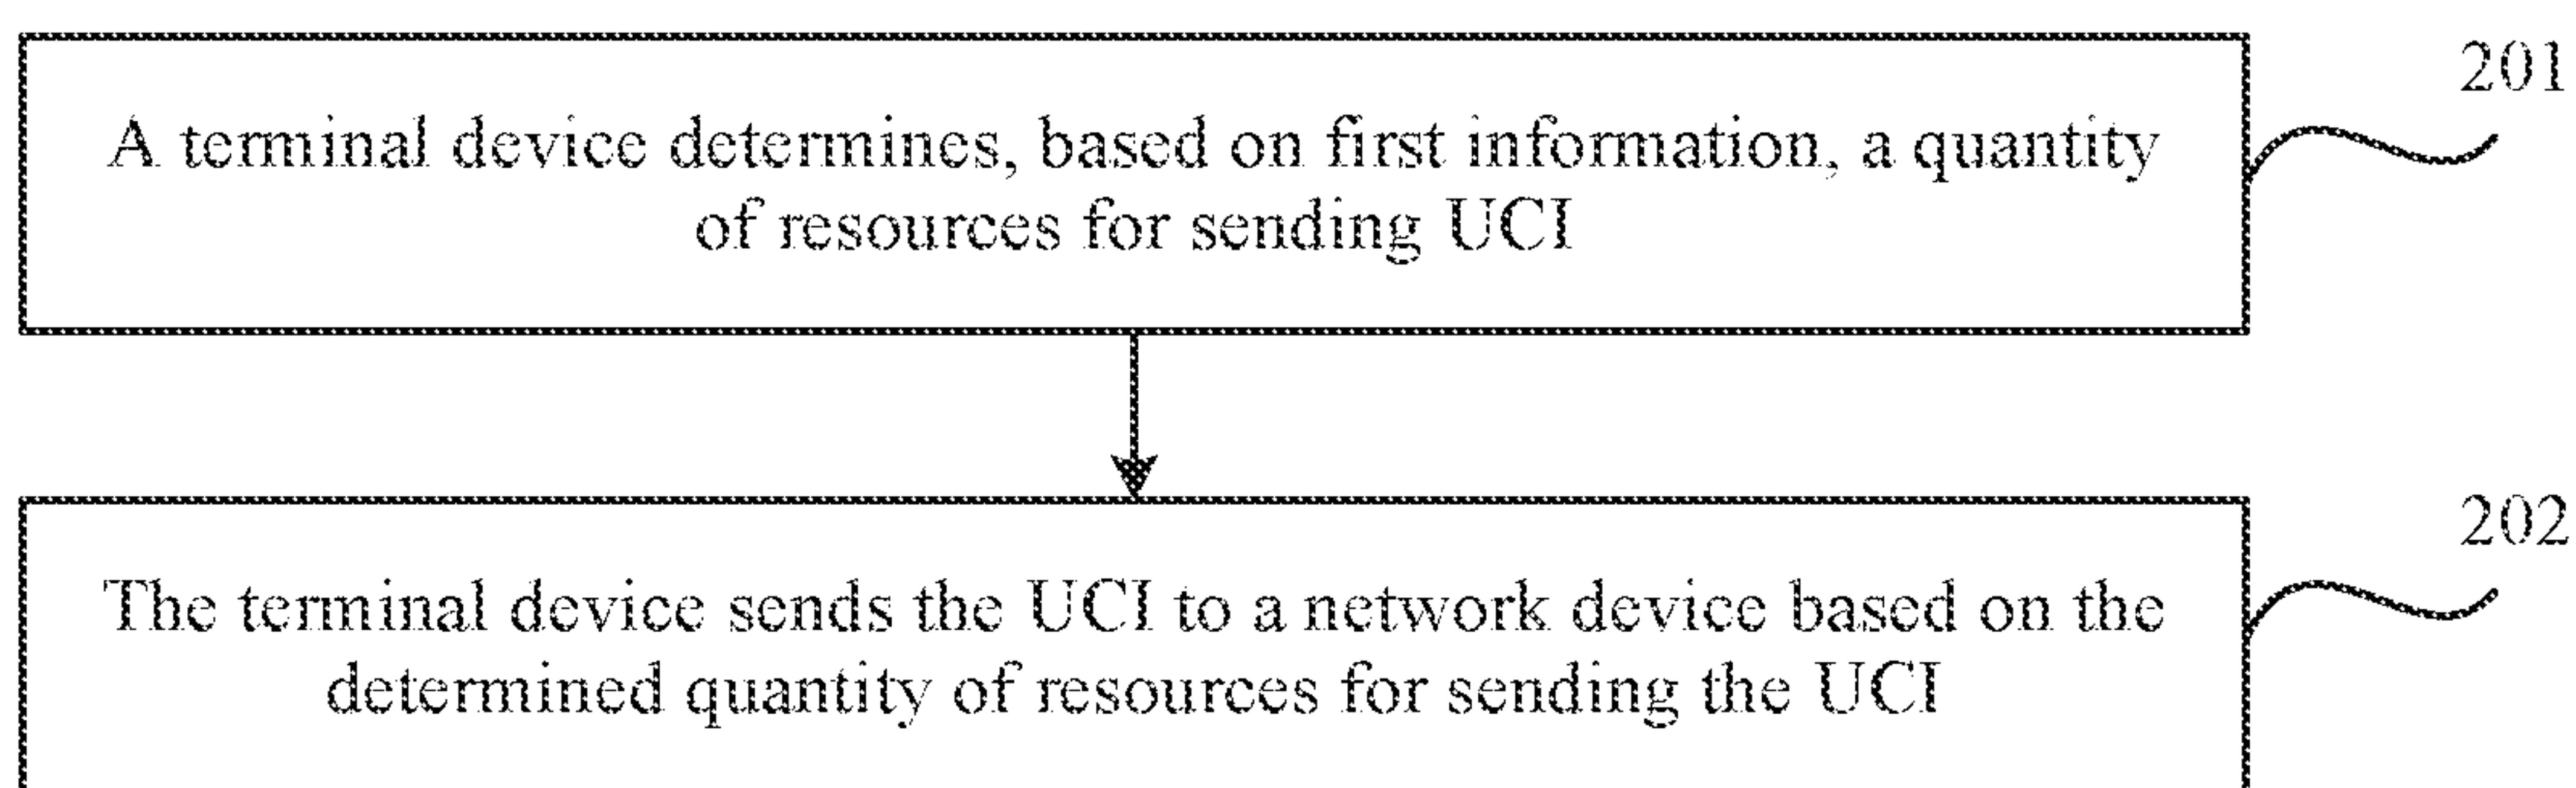 201
A terminal device determines, based on first information, a quantity
of resources for sending UCI
202
The terminal device sends the UCI to a network device based on the
determined quantity of resources for sending the UCI